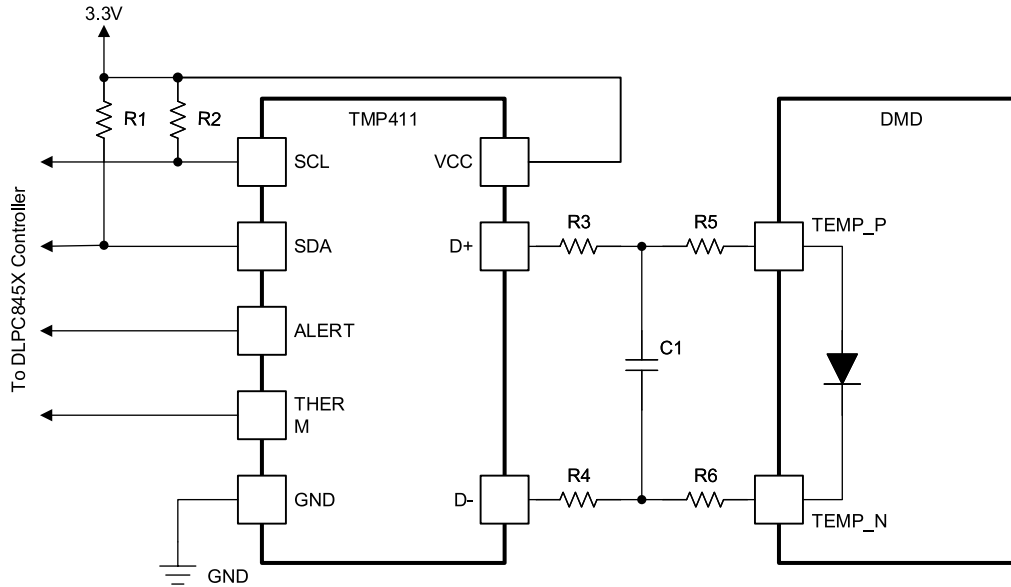 3.3V
R1
R2
TMP411
DMD
SCL
VCC
To DLPC845X Controller
SDA
D+
R3
R5
TEMP_P
ALERT
C1
THER
M
GND
D-
R4
R6
TEMP_N
GND